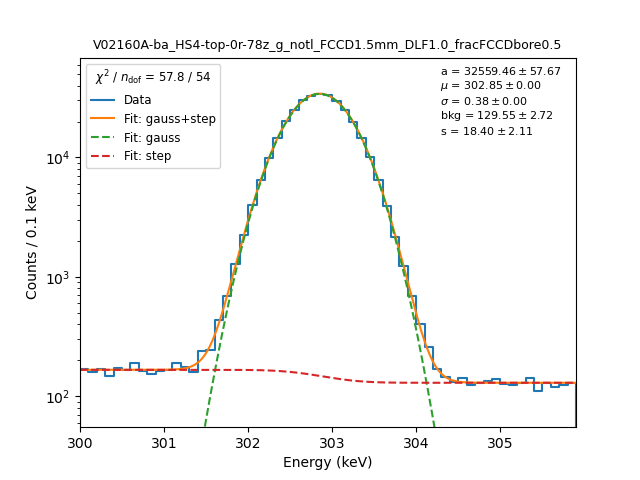 V02160A-ba_HS4-top-0r-78z_g_notl_FCCD1.5mm_DLF1.0_fracFCCDbore0.5
χ² / n_dof = 57.8 / 54
Data
Fit: gauss+step
Fit: gauss
Fit: step
a = 32559.46 ± 57.67
μ = 302.85 ± 0.00
σ = 0.38 ± 0.00
bkg = 129.55 ± 2.72
s = 18.40 ± 2.11
Counts / 0.1 keV
10⁴
10³
10²
300 301 302 303 304 305
Energy (keV)